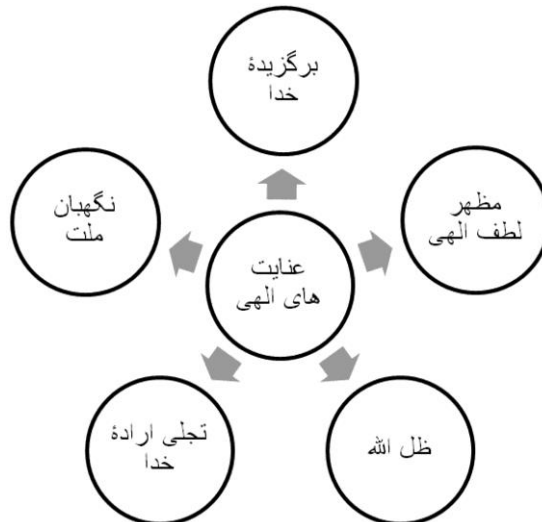 برگزیدهٔ
خدا
مظهر
لطف الهی
نگهبان
ملت
عنایت
های الهی
تجلی ارادهٔ
خدا
ظل الله